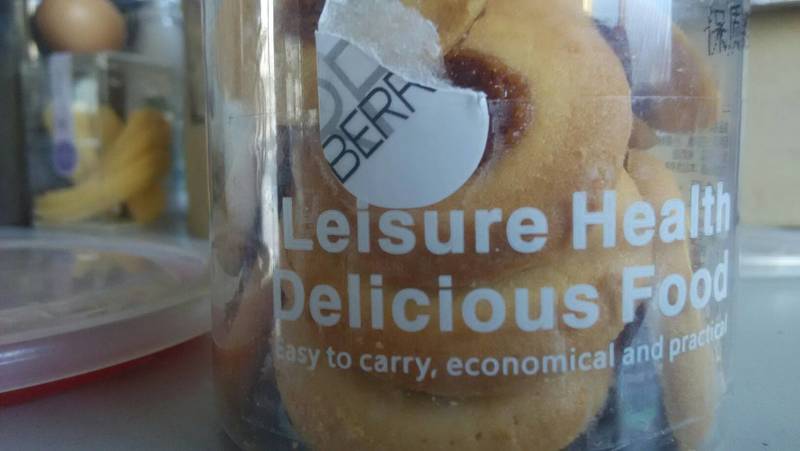 BERR
Leisure Health
Delicious Food
Easy to carry, economical and practical